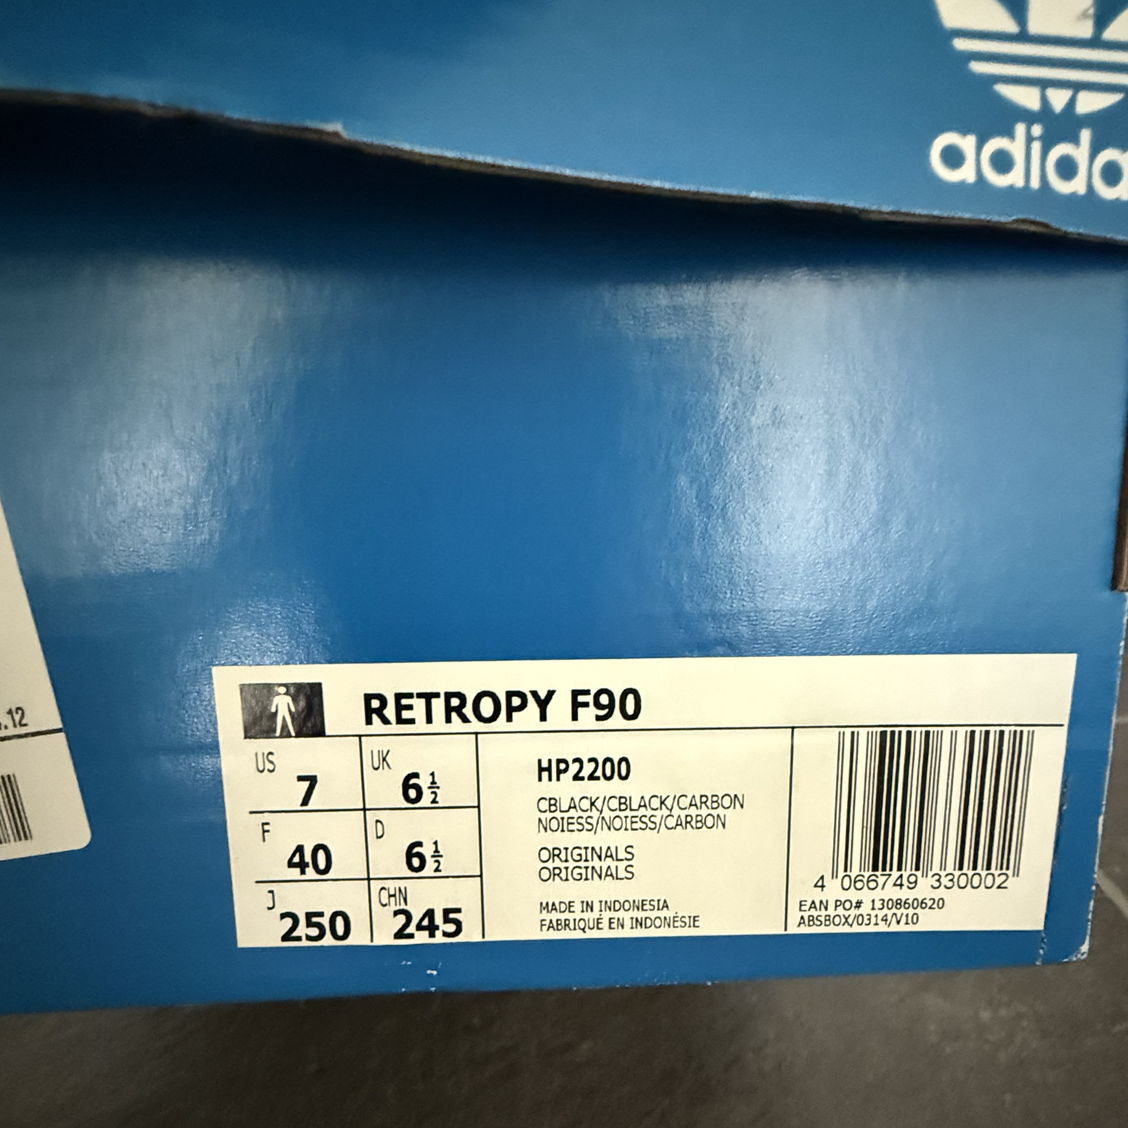 adida
.12
RETROPY F90
US 7
UK 6½
F 40
D 6½
J 250
CHN 245
HP2200
CBLACK/CBLACK/CARBON
NOIESS/NOIESS/CARBON
ORIGINALS
ORIGINALS
MADE IN INDONESIA
FABRIQUÉ EN INDONÉSIE
4 066749 330002
EAN PO# 130860620
ABSBOX/0314/V10